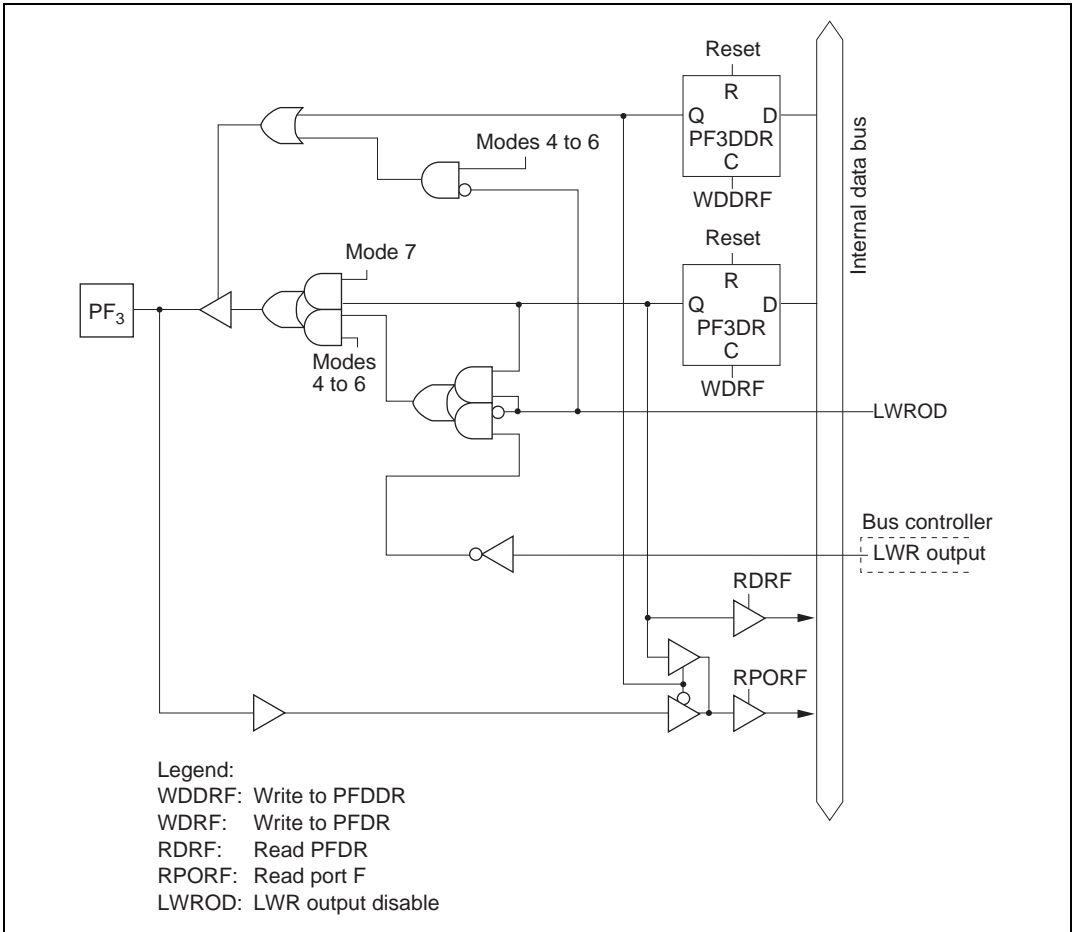 Reset
R
Q D
PF3DDR
C
WDDRF
Modes 4 to 6
Internal data bus
Reset
R
Q D
PF3DR
C
WDRF
Mode 7
PF3
Modes
4 to 6
LWROD
Bus controller
LWR output
RDRF
RPORF
Legend:
WDDRF: Write to PFDDR
WDRF: Write to PFDR
RDRF: Read PFDR
RPORF: Read port F
LWROD: LWR output disable